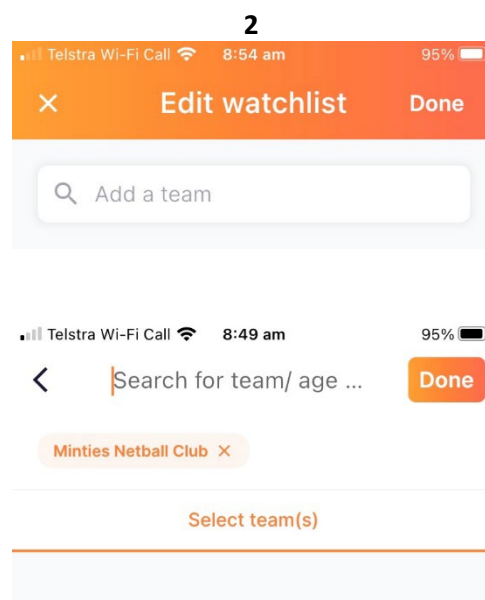 2
Telstra Wi-Fi Call 8:54 am 95%
× Edit watchlist Done
Add a team
Telstra Wi-Fi Call 8:49 am 95%
Search for team/ age ... Done
Minties Netball Club ×
Select team(s)